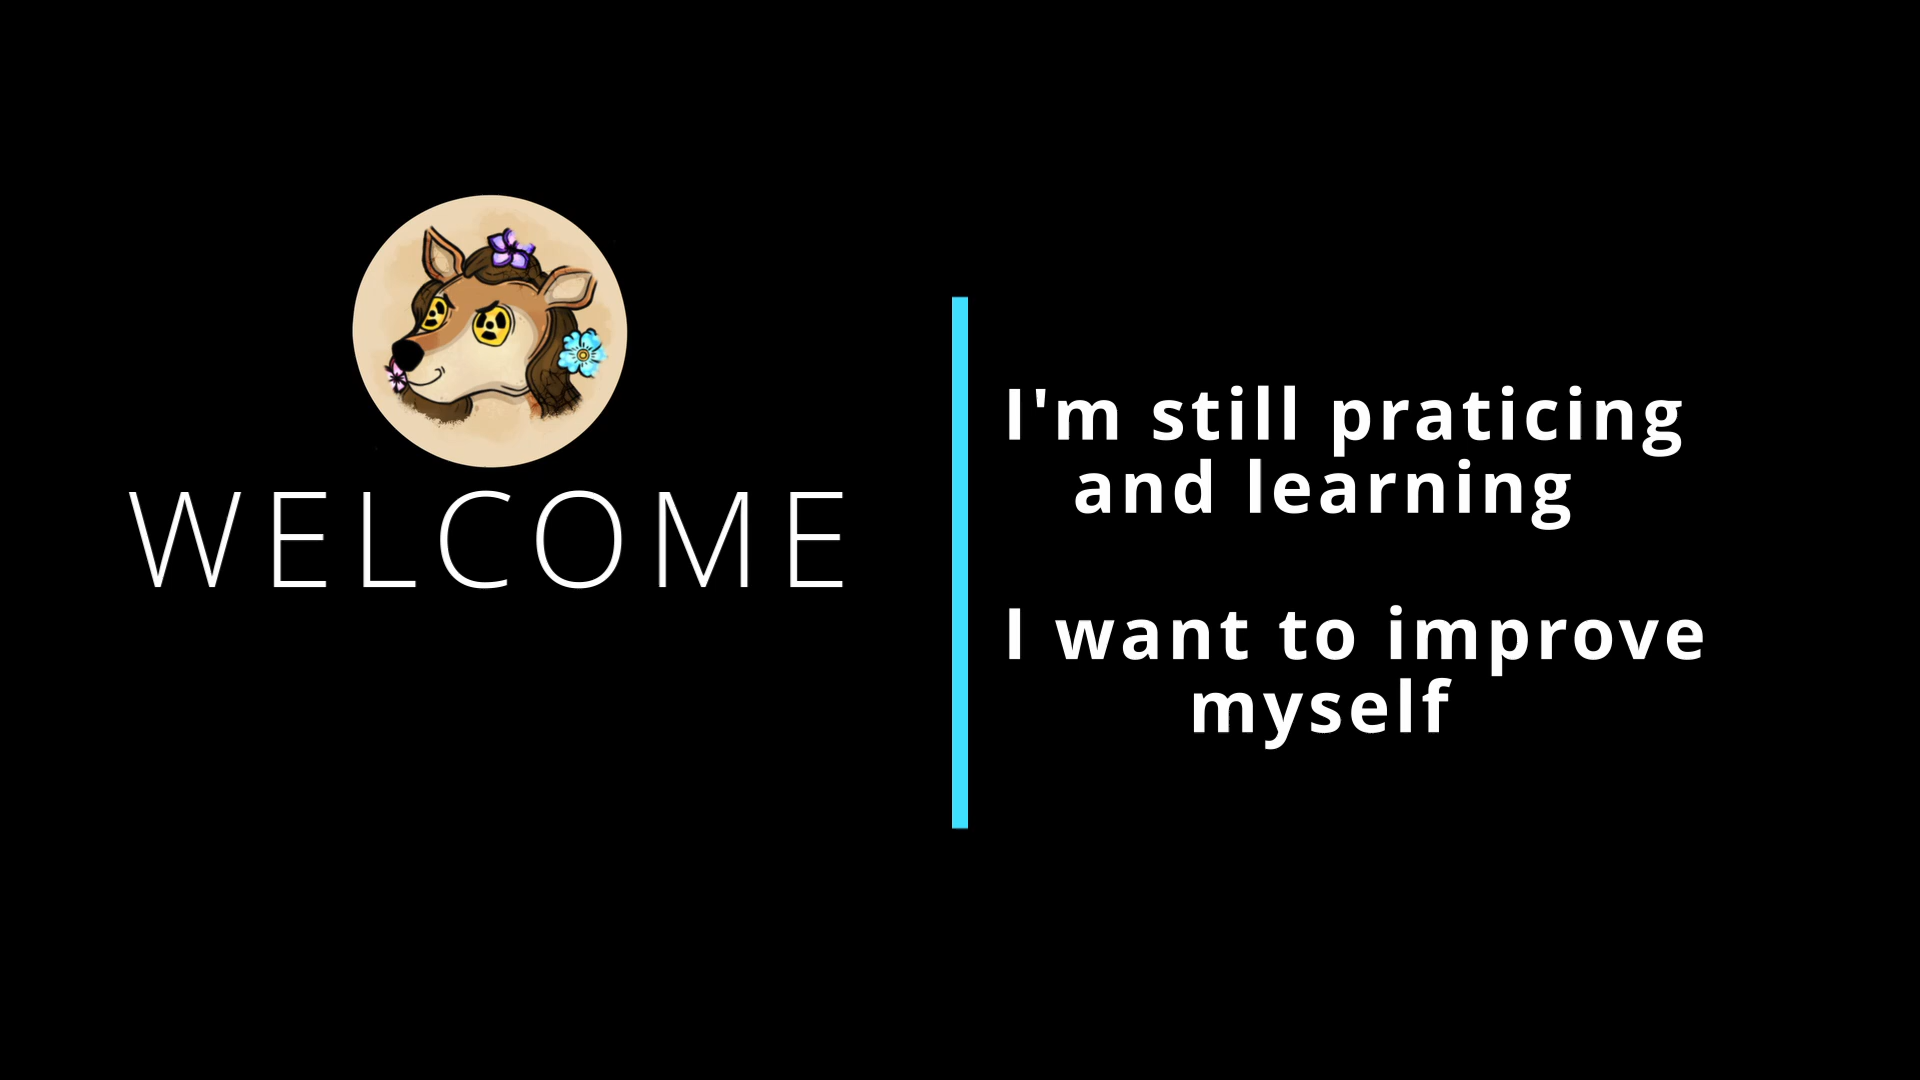 WELCOME
I'm still praticing
and learning
I want to improve
myself